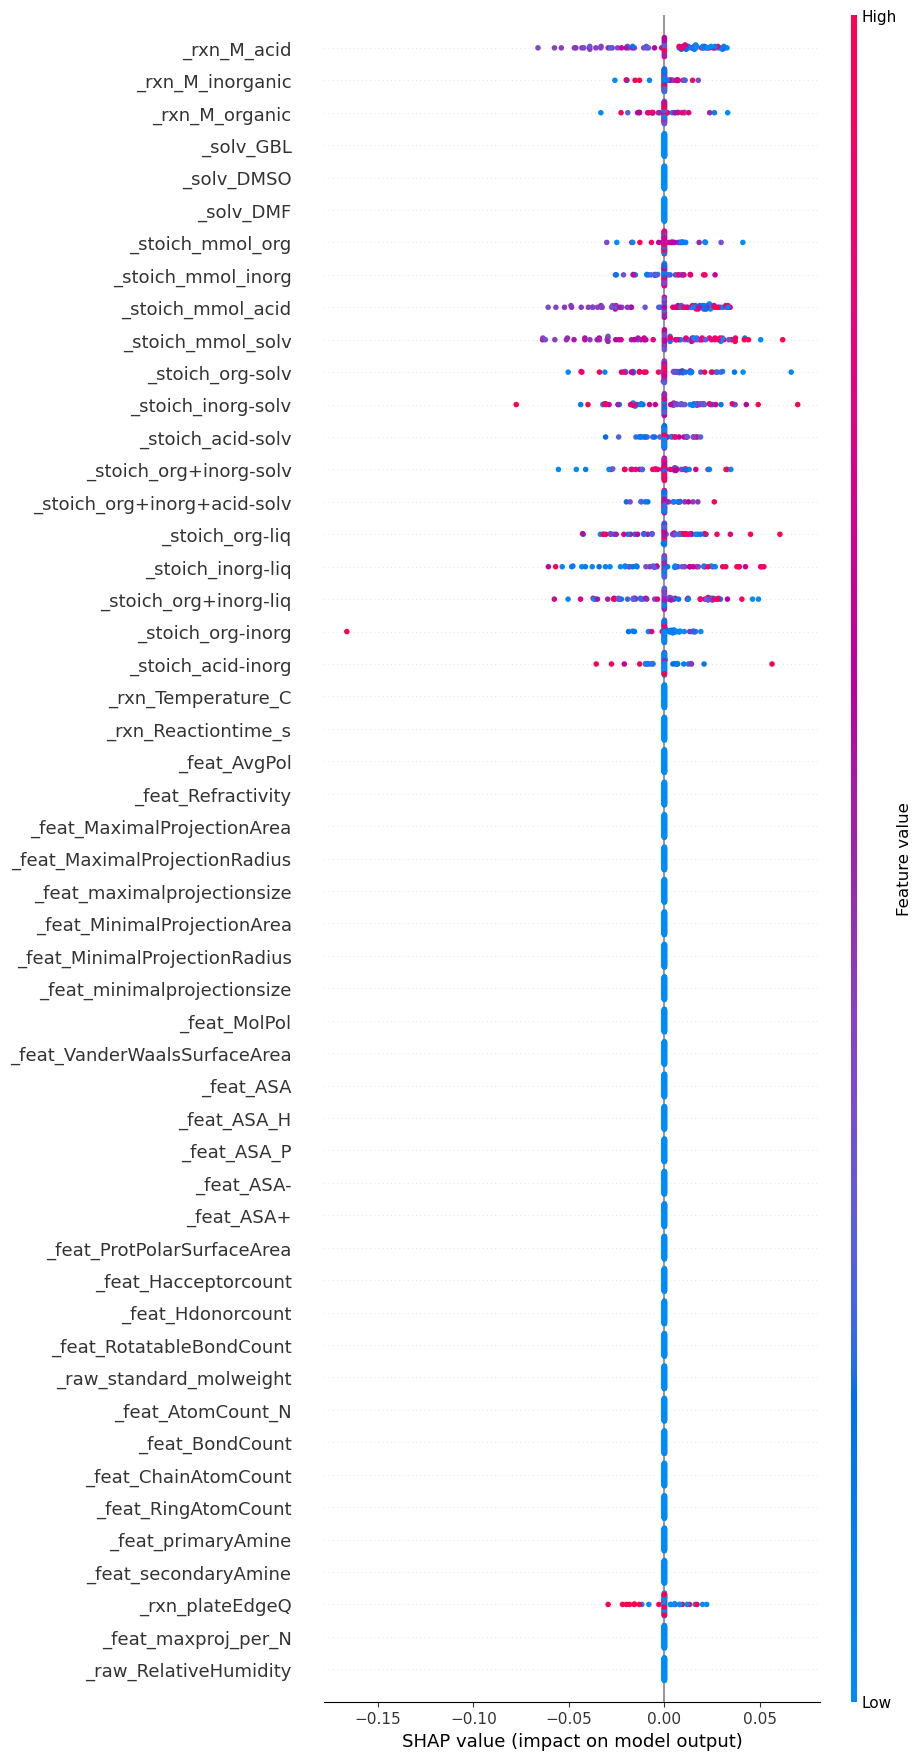 High
_rxn_M_acid
_rxn_M_inorganic
_rxn_M_organic
_solv_GBL
_solv_DMSO
_solv_DMF
_stoich_mmol_org
_stoich_mmol_inorg
_stoich_mmol_acid
_stoich_mmol_solv
_stoich_org-solv
_stoich_inorg-solv
_stoich_acid-solv
_stoich_org+inorg-solv
_stoich_org+inorg+acid-solv
_stoich_org-liq
_stoich_inorg-liq
_stoich_org+inorg-liq
_stoich_org-inorg
_stoich_acid-inorg
_rxn_Temperature_C
_rxn_Reactiontime_s
_feat_AvgPol
_feat_Refractivity
_feat_MaximalProjectionArea
_feat_MaximalProjectionRadius
_feat_maximalprojectionsize
_feat_MinimalProjectionArea
_feat_MinimalProjectionRadius
_feat_minimalprojectionsize
_feat_MolPol
_feat_VanderWaalsSurfaceArea
_feat_ASA
_feat_ASA_H
_feat_ASA_P
_feat_ASA-
_feat_ASA+
_feat_ProtPolarSurfaceArea
_feat_Hacceptorcount
_feat_Hdonorcount
_feat_RotatableBondCount
_raw_standard_molweight
_feat_AtomCount_N
_feat_BondCount
_feat_ChainAtomCount
_feat_RingAtomCount
_feat_primaryAmine
_feat_secondaryAmine
_rxn_plateEdgeQ
_feat_maxproj_per_N
_raw_RelativeHumidity
Feature value
Low
−0.15 −0.10 −0.05 0.00 0.05
SHAP value (impact on model output)